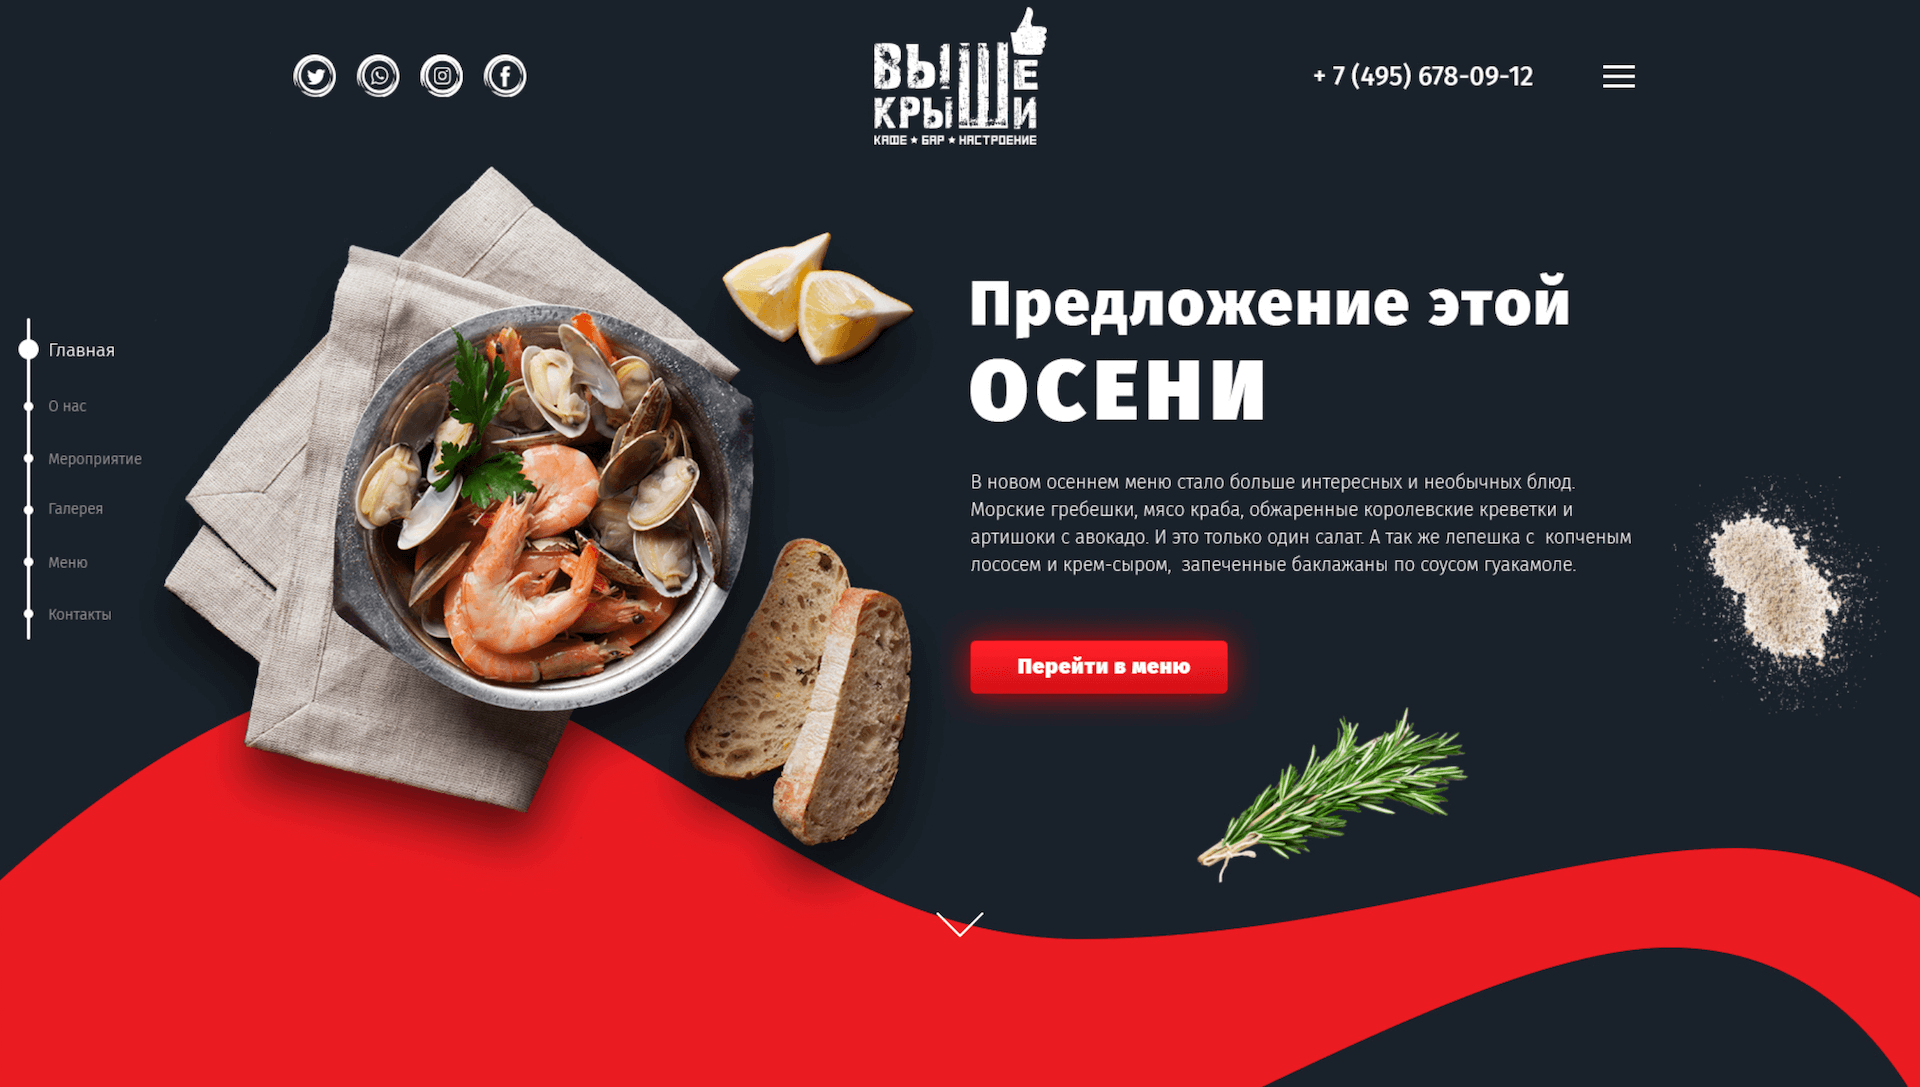 ВЫШЕ
КРЫШИ
КАФЕ ★ БАР ★ НАСТРОЕНИЕ
+ 7 (495) 678-09-12
Предложение этой
ОСЕНИ
Главная
О нас
Мероприятие
Галерея
Меню
Контакты
В новом осеннем меню стало больше интересных и необычных блюд.
Морские гребешки, мясо краба, обжаренные королевские креветки и
артишоки с авокадо. И это только один салат. А так же лепешка с  копченым
лососем и крем-сыром,  запеченные баклажаны по соусом гуакамоле.
Перейти в меню